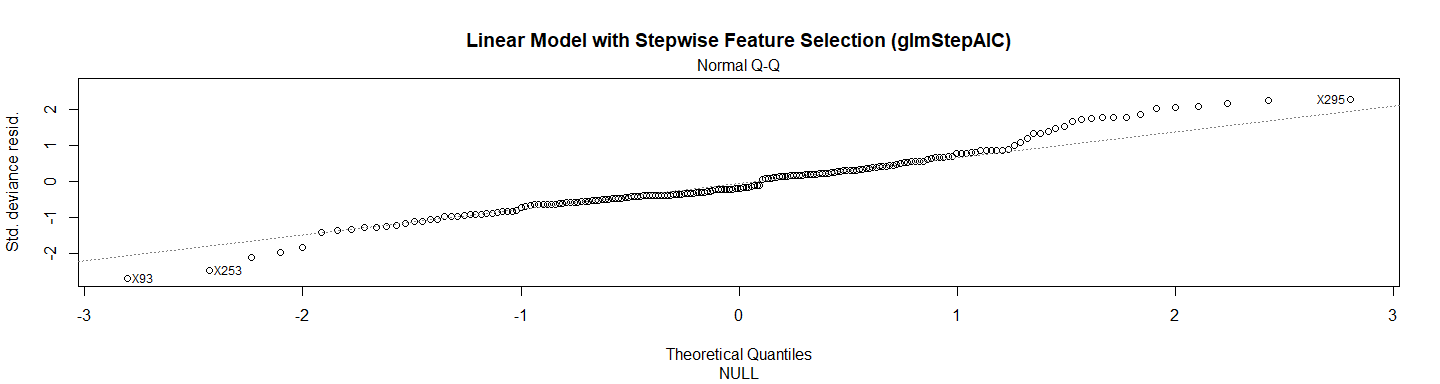 Linear Model with Stepwise Feature Selection (glmStepAIC)
Normal Q-Q
Std. deviance resid.
2
1
0
-1
-2
X295
X253
X93
-3
-2
-1
0
1
2
3
Theoretical Quantiles
NULL